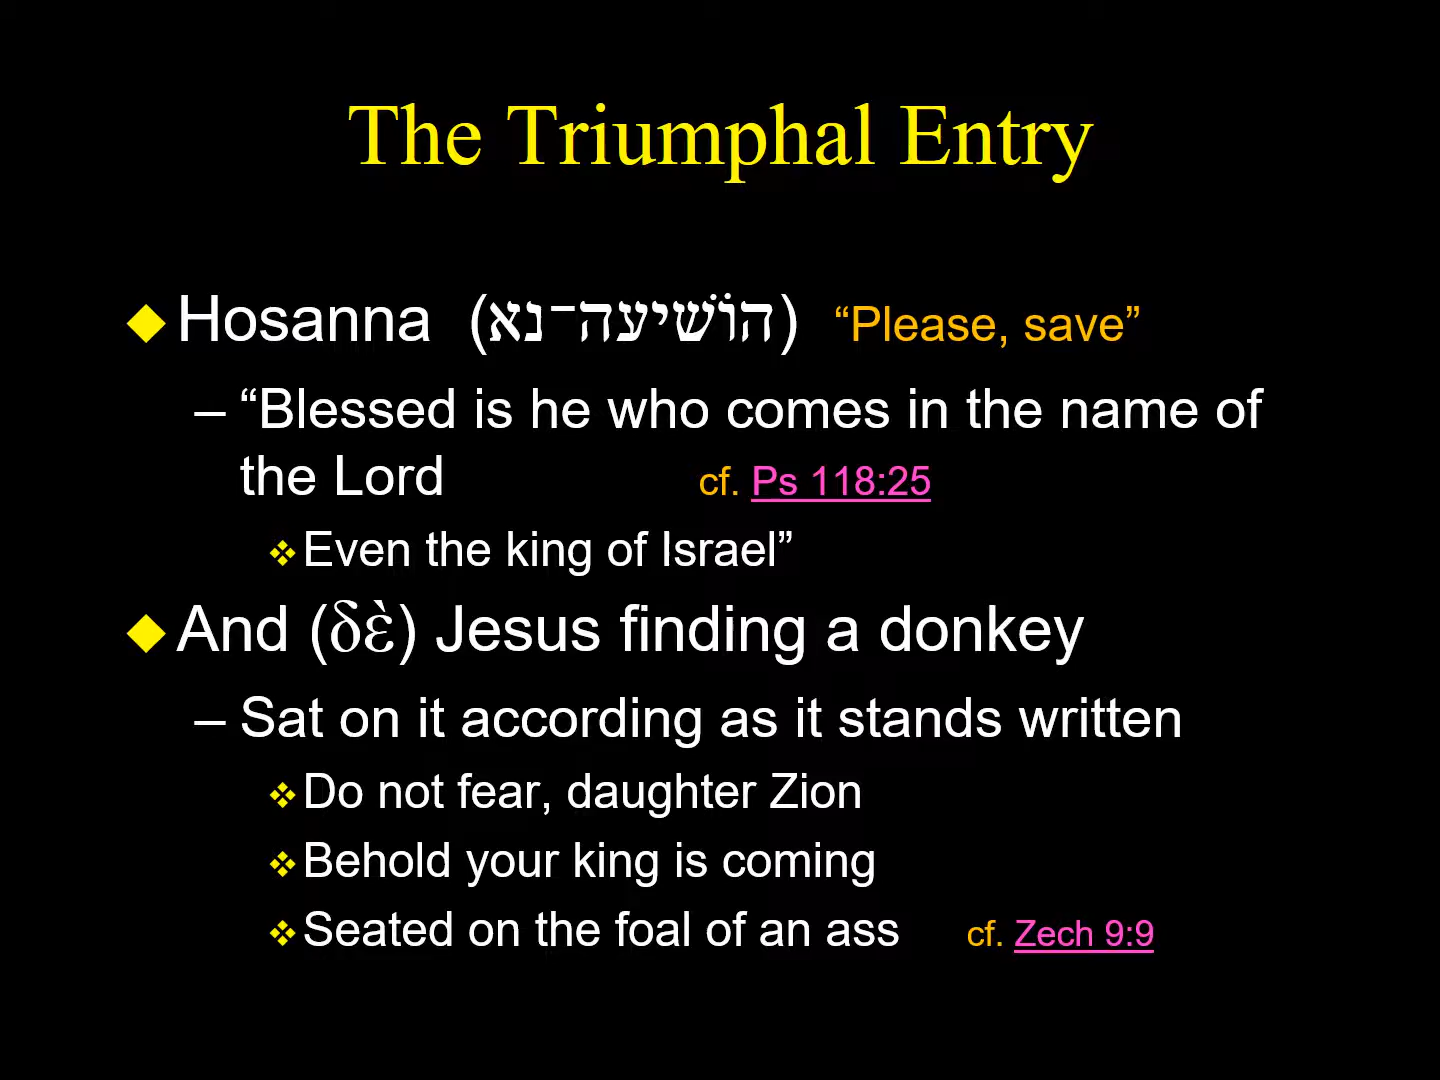 The Triumphal Entry
Hosanna (הוֹשׁיעה־נא) “Please, save”
– “Blessed is he who comes in the name of
the Lord cf. Ps 118:25
Even the king of Israel”
And (δὲ) Jesus finding a donkey
– Sat on it according as it stands written
Do not fear, daughter Zion
Behold your king is coming
Seated on the foal of an ass cf. Zech 9:9